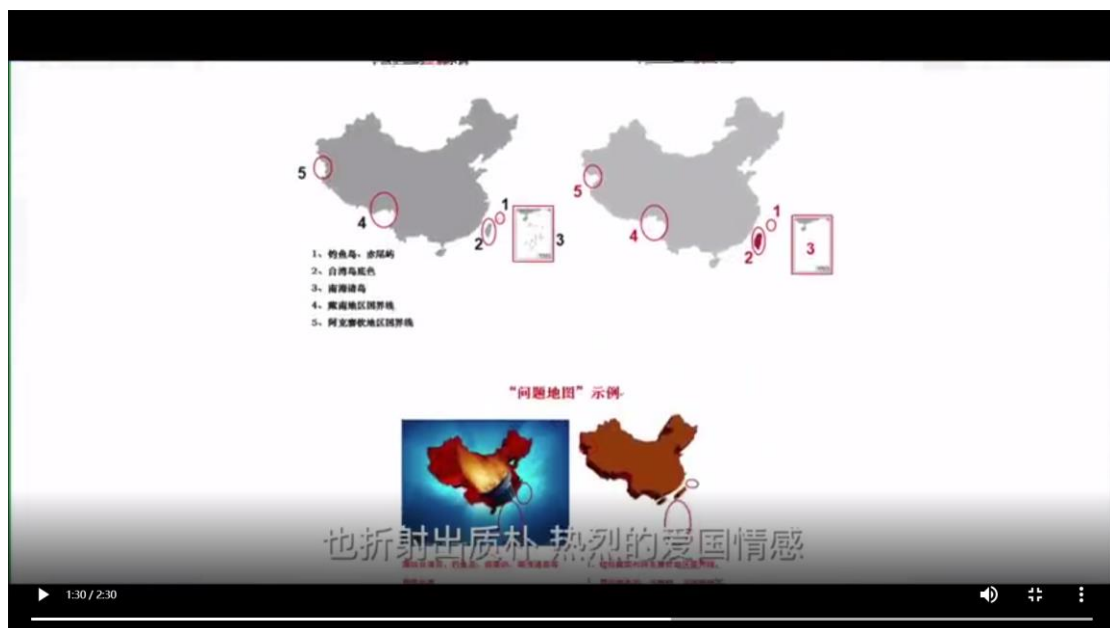 5
4
1
2
3
5
4
1
2
3
1、钓鱼岛、赤尾屿
2、台湾岛底色
3、南海诸岛
4、藏南地区国界线
5、阿克赛钦地区国界线
“问题地图”示例
也折射出质朴 热烈的爱国情感
1:30 / 2:30